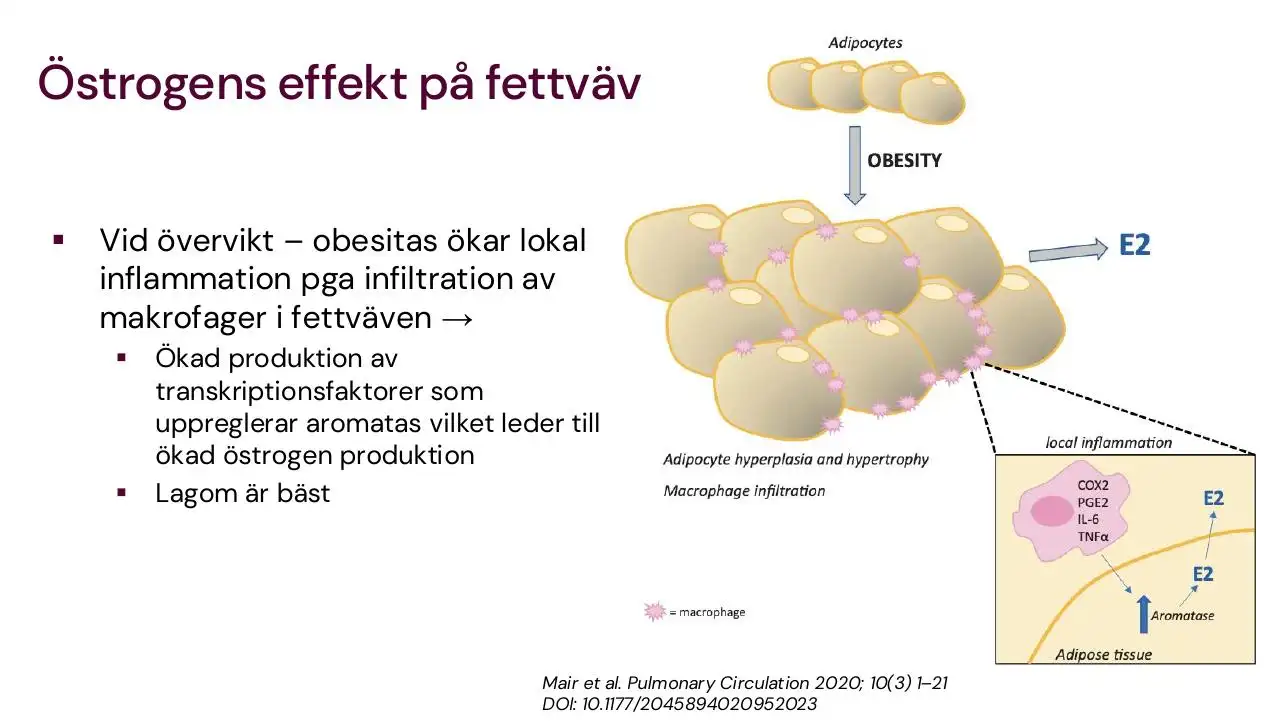 Östrogens effekt på fettväv
▪ Vid övervikt – obesitas ökar lokal
inflammation pga infiltration av
makrofager i fettväven →
▪ Ökad produktion av
transkriptionsfaktorer som
uppreglerar aromatas vilket leder till
ökad östrogen produktion
▪ Lagom är bäst
Adipocytes
OBESITY
E2
Adipocyte hyperplasia and hypertrophy
Macrophage infiltration
local inflammation
COX2
PGE2
IL-6
TNFα
E2
E2
Aromatase
Adipose tissue
= macrophage
Mair et al. Pulmonary Circulation 2020; 10(3) 1–21
DOI: 10.1177/2045894020952023